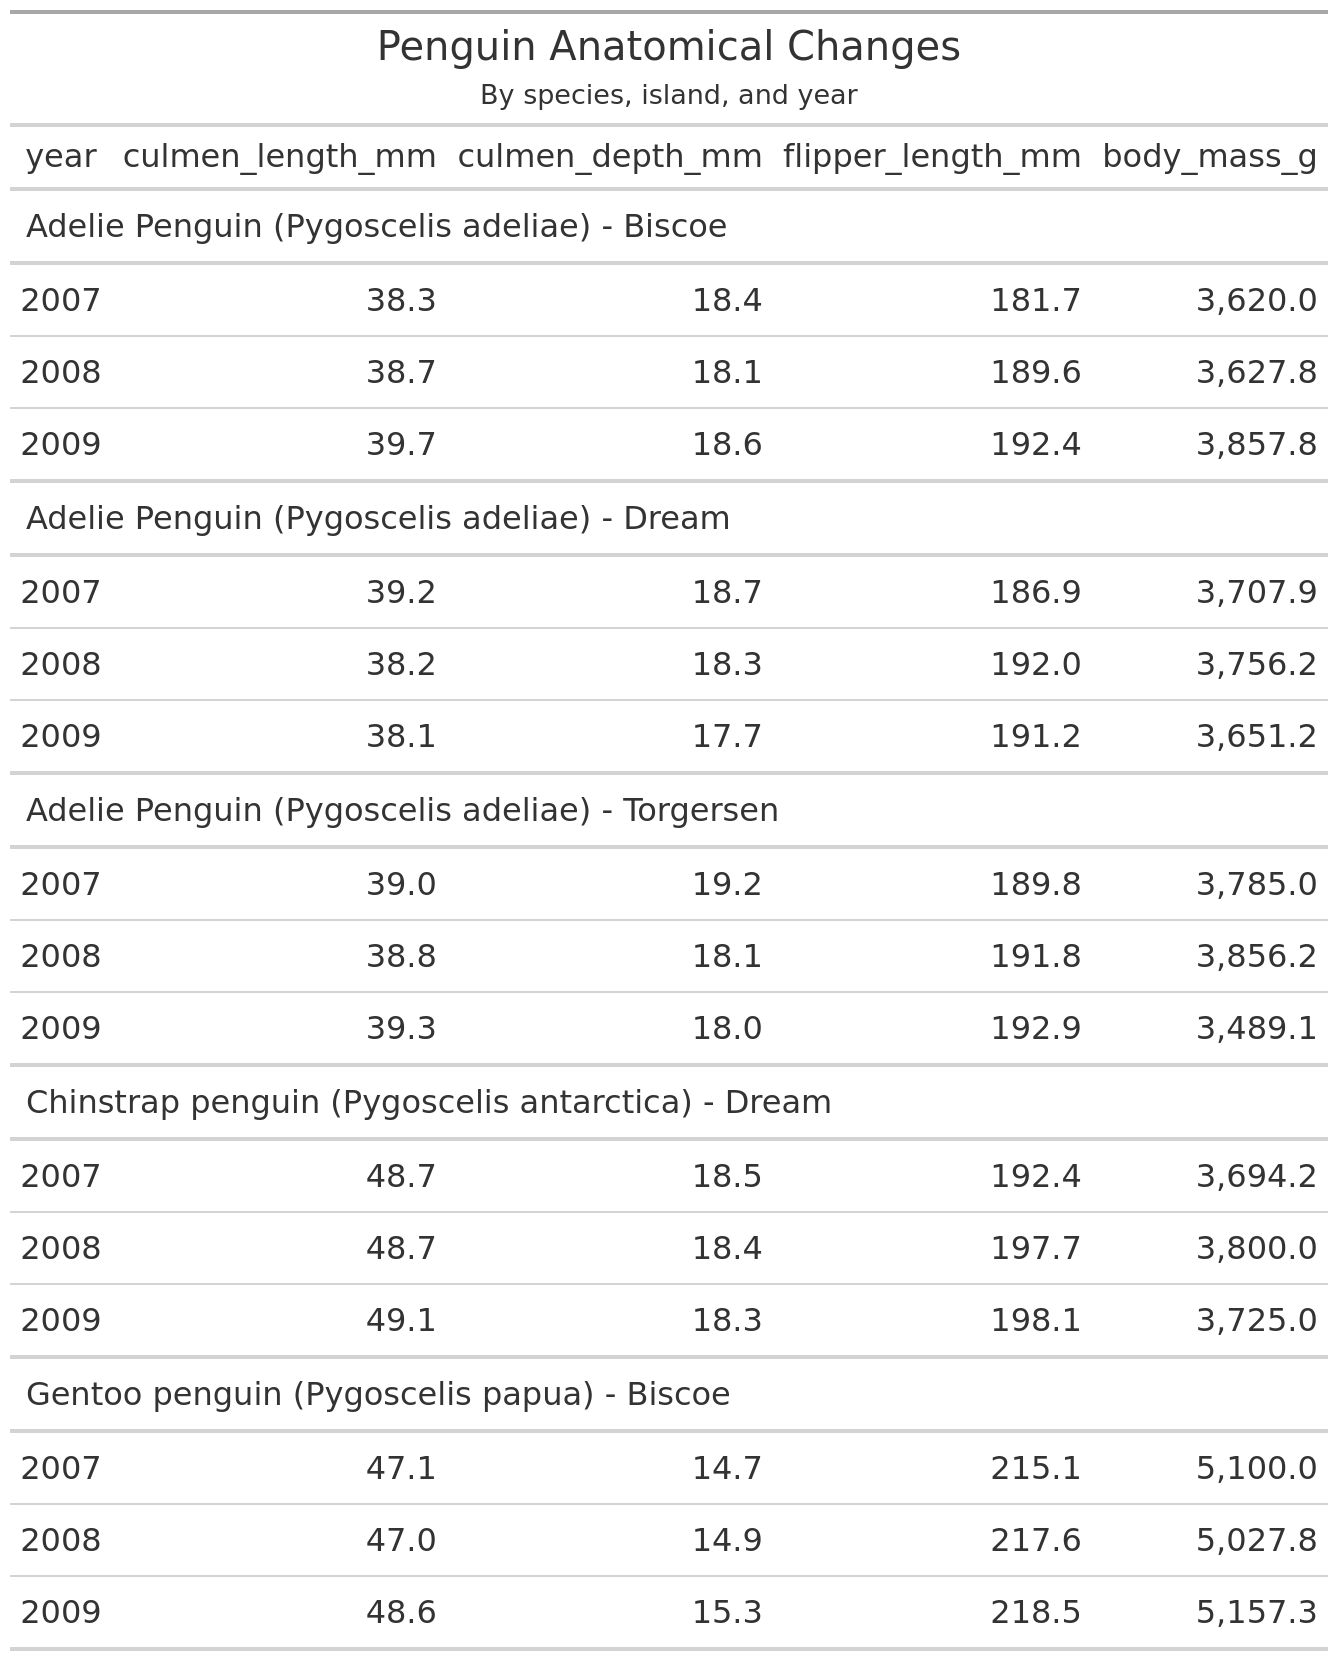 Penguin Anatomical Changes
By species, island, and year
year culmen_length_mm culmen_depth_mm flipper_length_mm body_mass_g
Adelie Penguin (Pygoscelis adeliae) - Biscoe
2007 38.3 18.4 181.7 3,620.0
2008 38.7 18.1 189.6 3,627.8
2009 39.7 18.6 192.4 3,857.8
Adelie Penguin (Pygoscelis adeliae) - Dream
2007 39.2 18.7 186.9 3,707.9
2008 38.2 18.3 192.0 3,756.2
2009 38.1 17.7 191.2 3,651.2
Adelie Penguin (Pygoscelis adeliae) - Torgersen
2007 39.0 19.2 189.8 3,785.0
2008 38.8 18.1 191.8 3,856.2
2009 39.3 18.0 192.9 3,489.1
Chinstrap penguin (Pygoscelis antarctica) - Dream
2007 48.7 18.5 192.4 3,694.2
2008 48.7 18.4 197.7 3,800.0
2009 49.1 18.3 198.1 3,725.0
Gentoo penguin (Pygoscelis papua) - Biscoe
2007 47.1 14.7 215.1 5,100.0
2008 47.0 14.9 217.6 5,027.8
2009 48.6 15.3 218.5 5,157.3